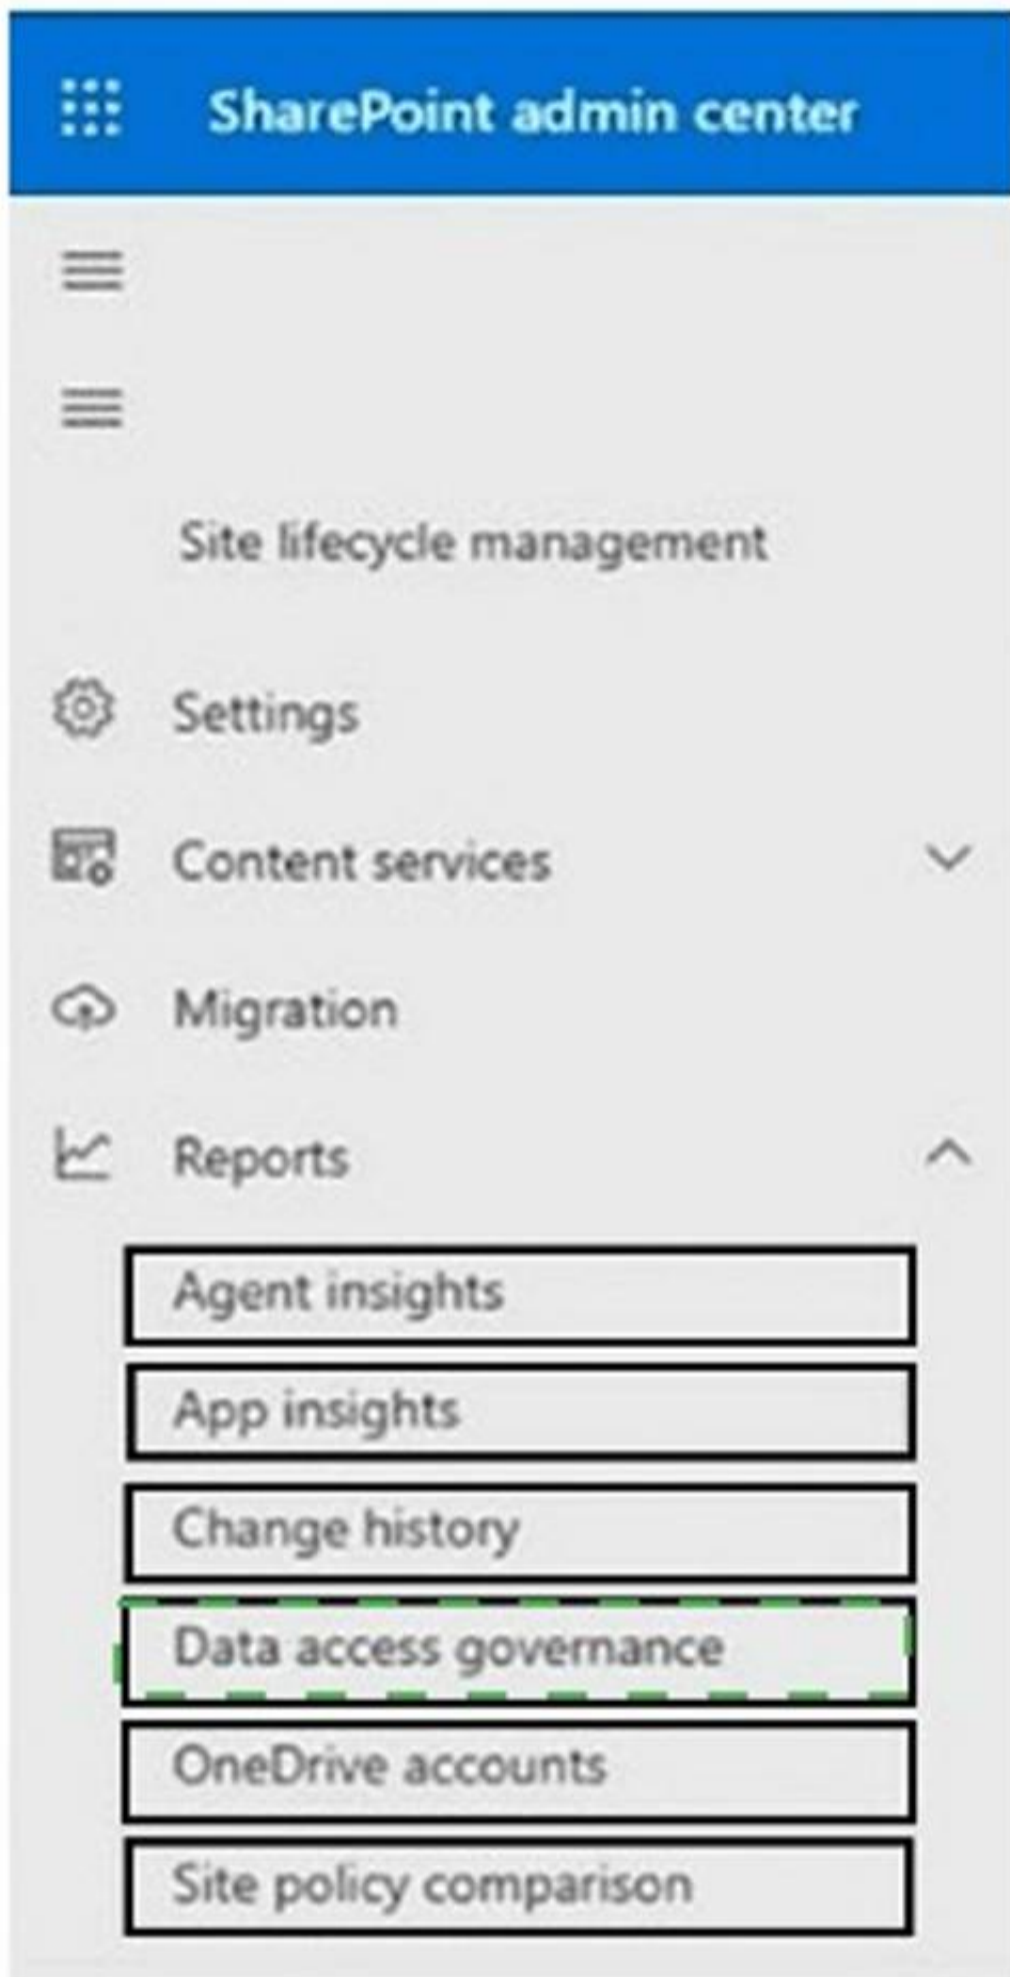 SharePoint admin center
Site lifecycle management
Settings
Content services
Migration
Reports
Agent insights
App insights
Change history
Data access governance
OneDrive accounts
Site policy comparison